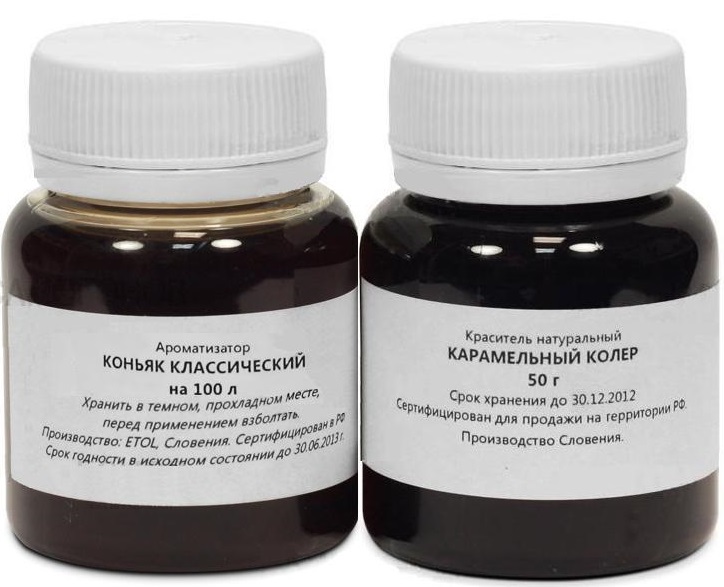 Ароматизатор
КОНЬЯК КЛАССИЧЕСКИЙ
на 100 л
Хранить в темном, прохладном месте,
перед применением взболтать.
Производство: ETOL, Словения. Сертифицирован в РФ
Срок годности в исходном состоянии до 30.06.2013 г.
Краситель натуральный
КАРАМЕЛЬНЫЙ КОЛЕР
50 г
Срок хранения до 30.12.2012
Сертифицирован для продажи на герритории РФ.
Производство Словения.